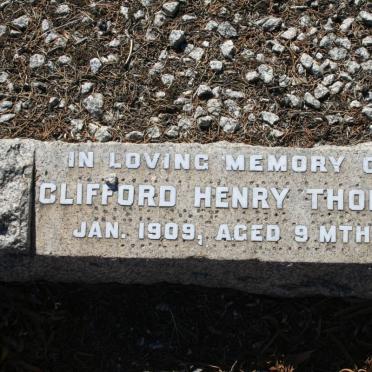 IN LOVING MEMORY
CLIFFORD HENRY
JAN. 1909, AGED 9 MTH